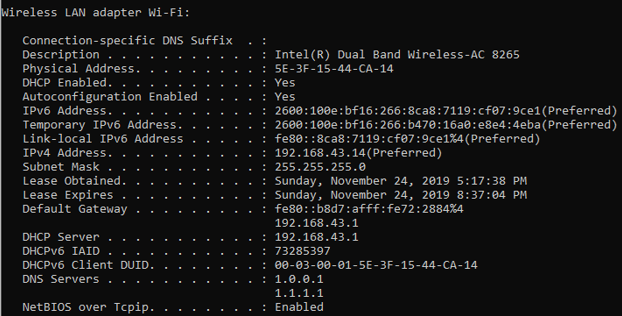 Wireless LAN adapter Wi-Fi:
Connection-specific DNS Suffix  . :
Description . . . . . . . . . . . : Intel(R) Dual Band Wireless-AC 8265
Physical Address. . . . . . . . . : 5E-3F-15-44-CA-14
DHCP Enabled. . . . . . . . . . . : Yes
Autoconfiguration Enabled . . . . : Yes
IPv6 Address. . . . . . . . . . . : 2600:100e:bf16:266:8ca8:7119:cf07:9ce1(Preferred)
Temporary IPv6 Address. . . . . . : 2600:100e:bf16:266:b470:16a0:e8e4:4eba(Preferred)
Link-local IPv6 Address . . . . . : fe80::8ca8:7119:cf07:9ce1%4(Preferred)
IPv4 Address. . . . . . . . . . . : 192.168.43.14(Preferred)
Subnet Mask . . . . . . . . . . . : 255.255.255.0
Lease Obtained. . . . . . . . . . : Sunday, November 24, 2019 5:17:38 PM
Lease Expires . . . . . . . . . . : Sunday, November 24, 2019 8:37:04 PM
Default Gateway . . . . . . . . . : fe80::b8d7:afff:fe72:2884%4
192.168.43.1
DHCP Server . . . . . . . . . . . : 192.168.43.1
DHCPv6 IAID . . . . . . . . . . . : 73285397
DHCPv6 Client DUID. . . . . . . . : 00-03-00-01-5E-3F-15-44-CA-14
DNS Servers . . . . . . . . . . . : 1.0.0.1
1.1.1.1
NetBIOS over Tcpip. . . . . . . . : Enabled